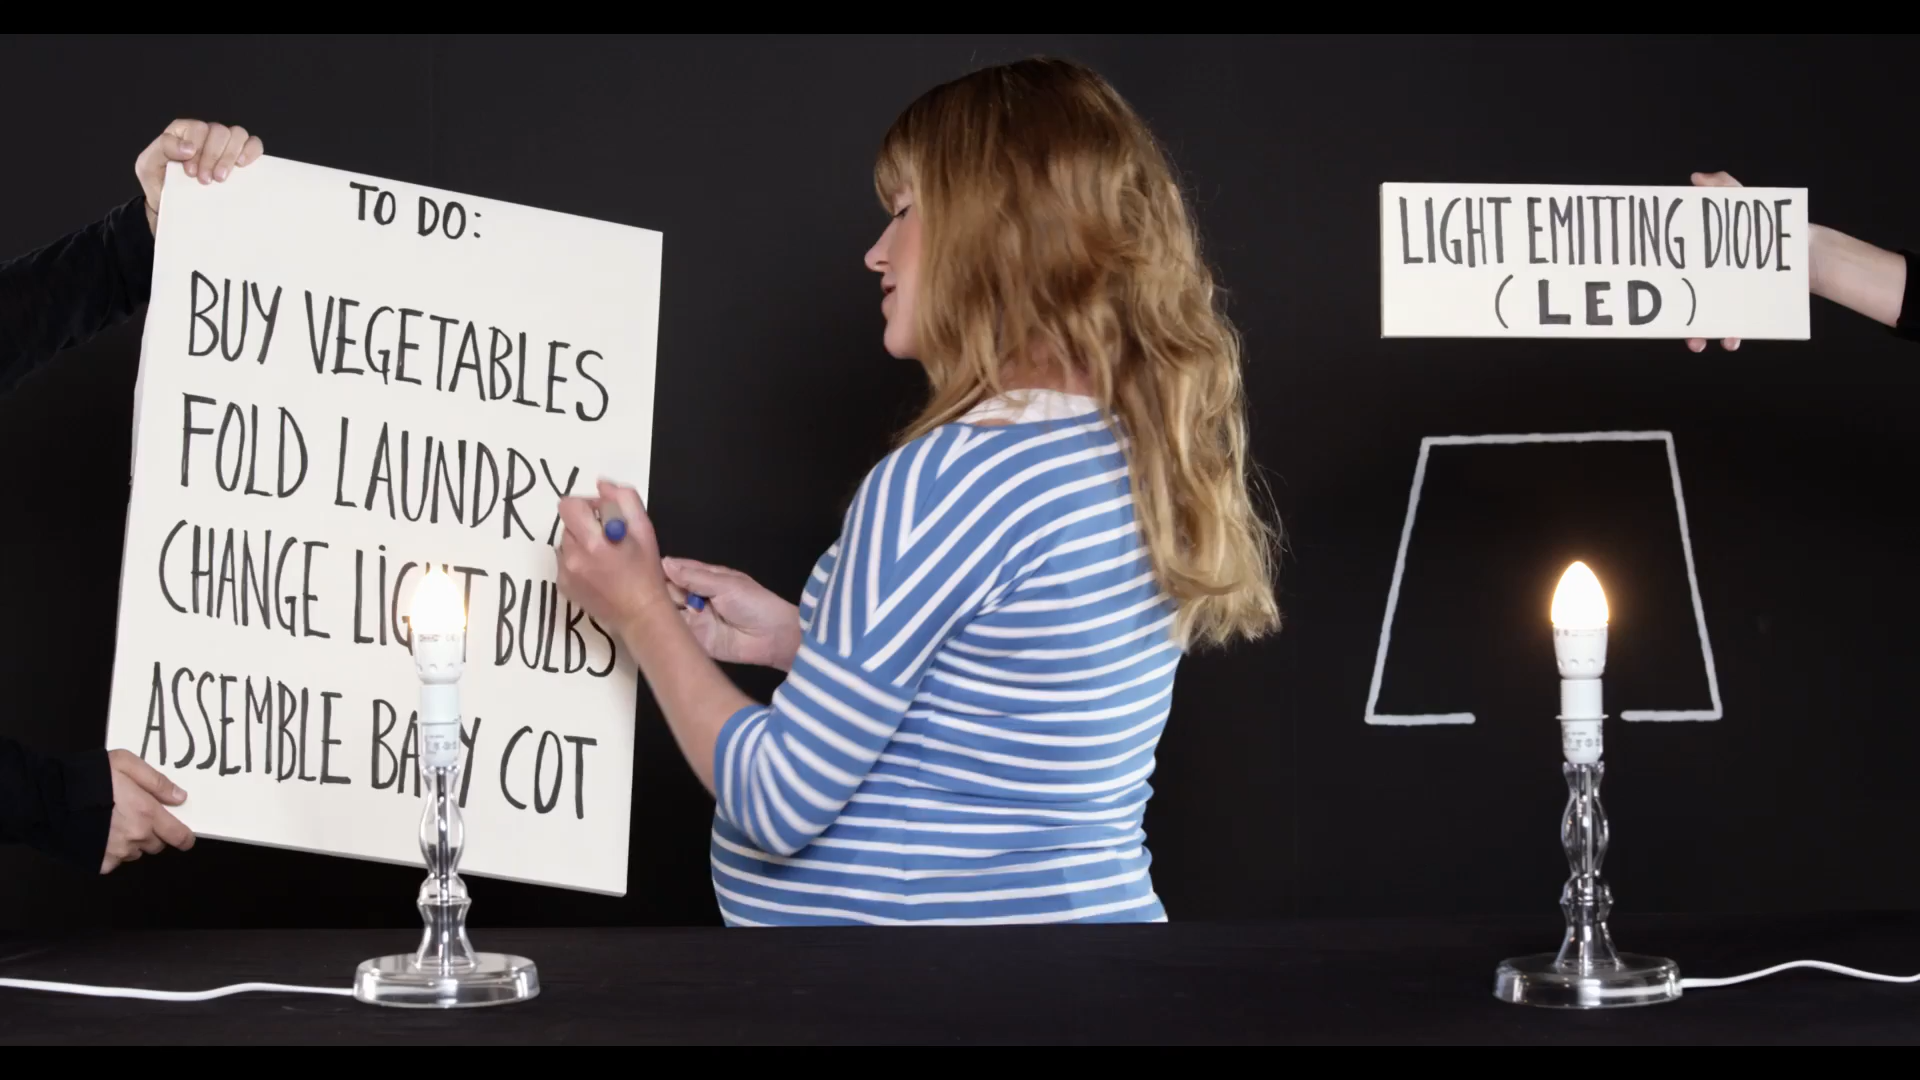 TO DO:
BUY VEGETABLES
FOLD LAUNDRY
CHANGE LIGHT BULBS
ASSEMBLE BABY COT
LIGHT EMITTING DIODE
(LED)